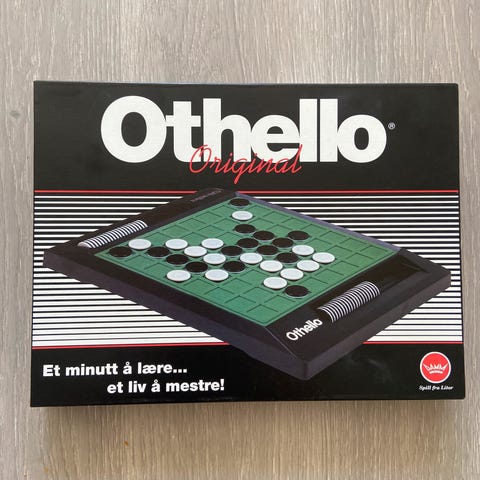 Othello®
Original
Othello
Et minutt å lære...
et liv å mestre!
Spill fra Litor